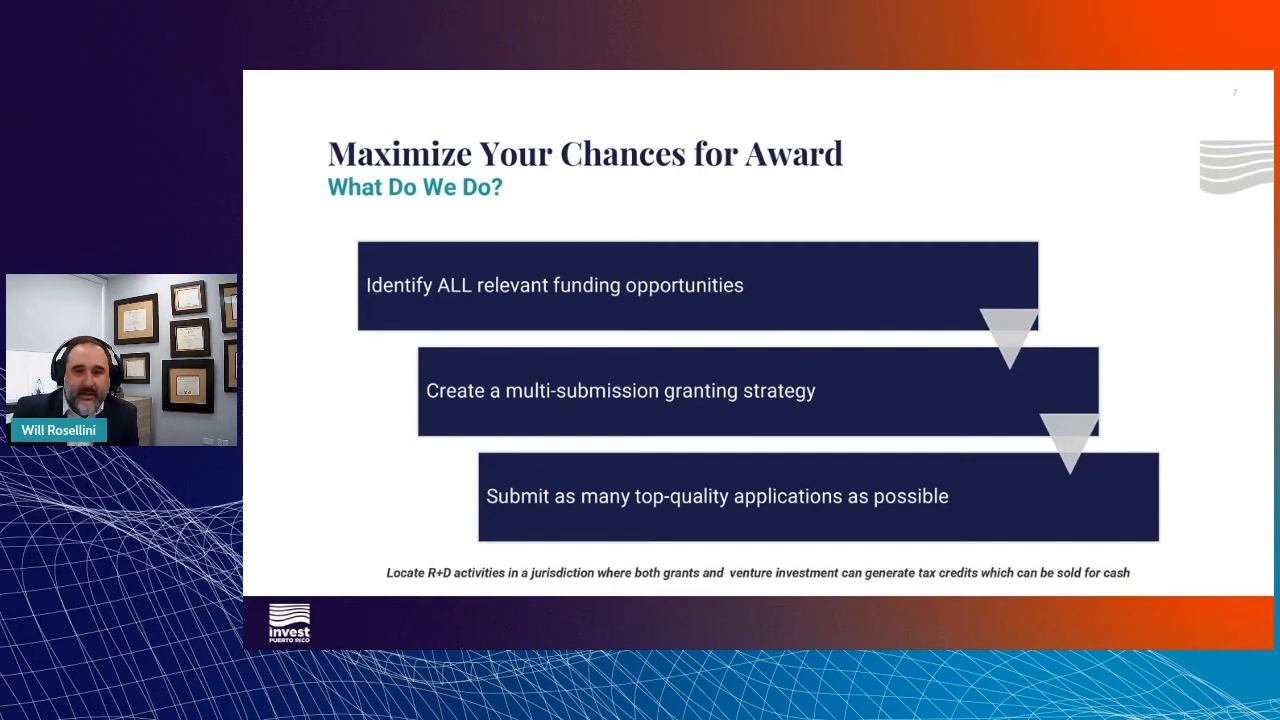 7
Maximize Your Chances for Award
What Do We Do?
Identify ALL relevant funding opportunities
Create a multi-submission granting strategy
Submit as many top-quality applications as possible
Locate R+D activities in a jurisdiction where both grants and  venture investment can generate tax credits which can be sold for cash
Will Rosellini
invest
PUERTO RICO